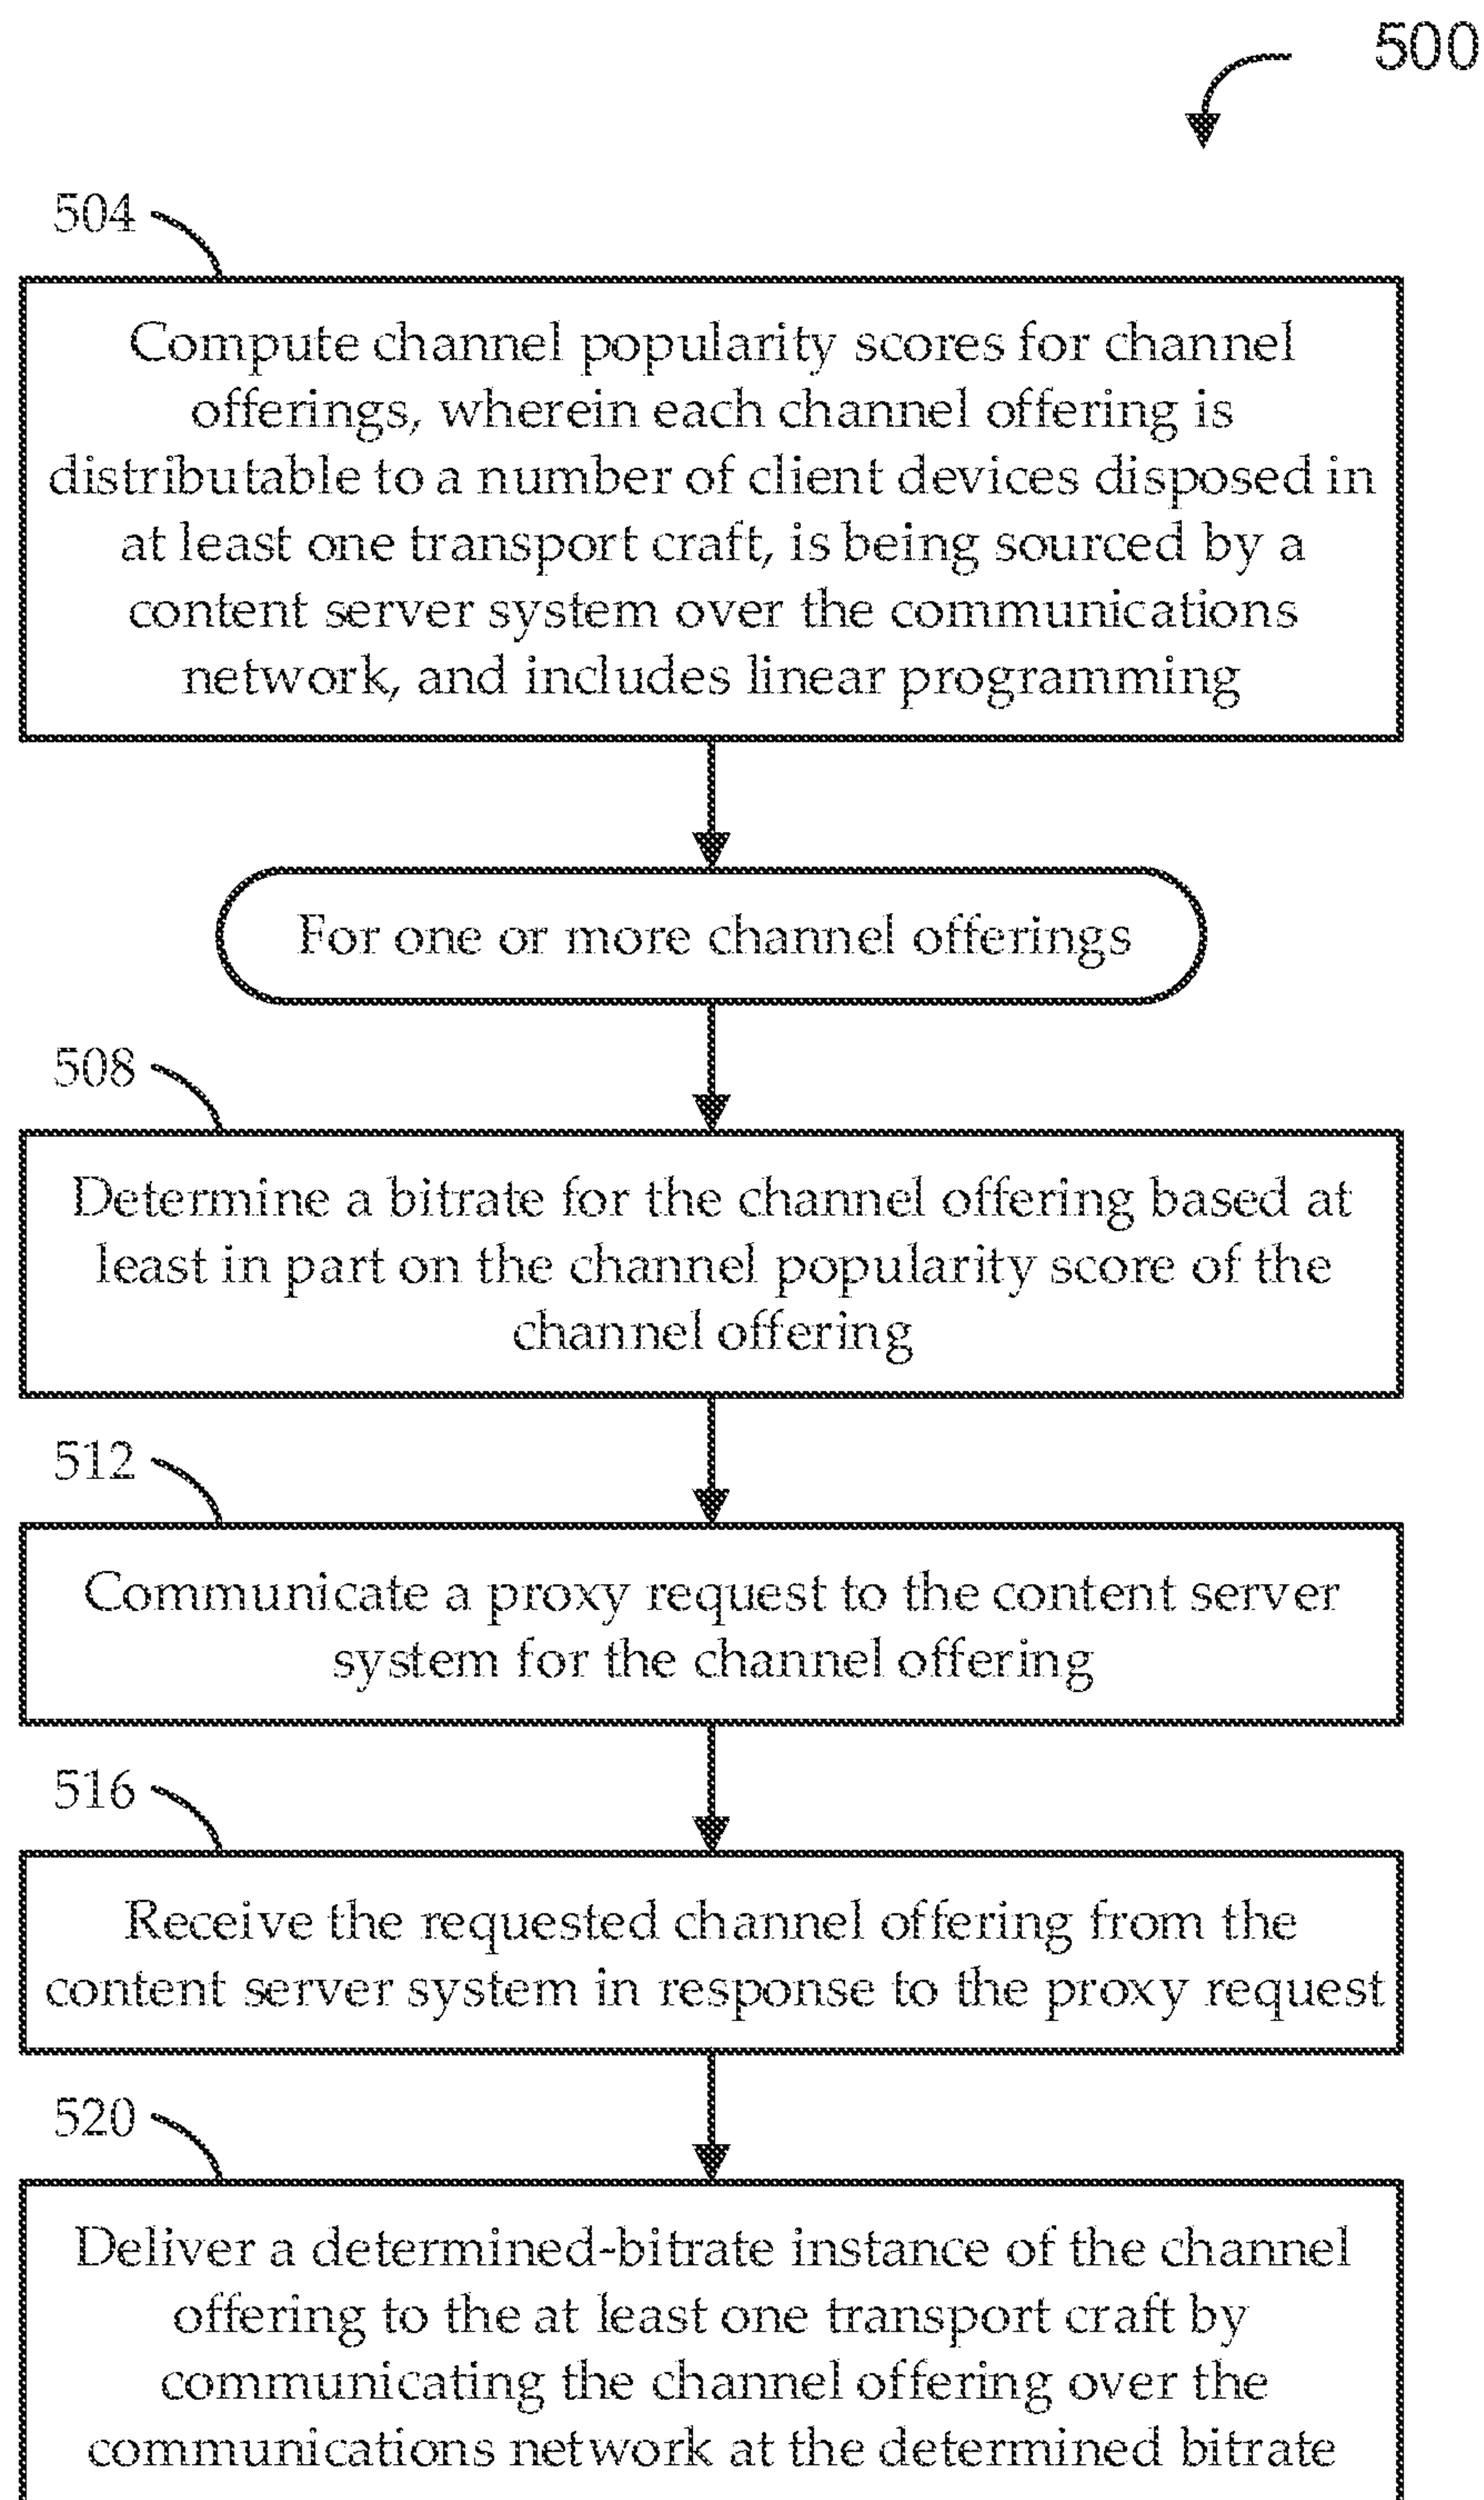 500
504
Compute channel popularity scores for channel
offerings, wherein each channel offering is
distributable to a number of client devices disposed in
at least one transport craft, is being sourced by a
content server system over the communications
network, and includes linear programming
For one or more channel offerings
508
Determine a bitrate for the channel offering based at
least in part on the channel popularity score of the
channel offering
512
Communicate a proxy request to the content server
system for the channel offering
516
Receive the requested channel offering from the
content server system in response to the proxy request
520
Deliver a determined-bitrate instance of the channel
offering to the at least one transport craft by
communicating the channel offering over the
communications network at the determined bitrate